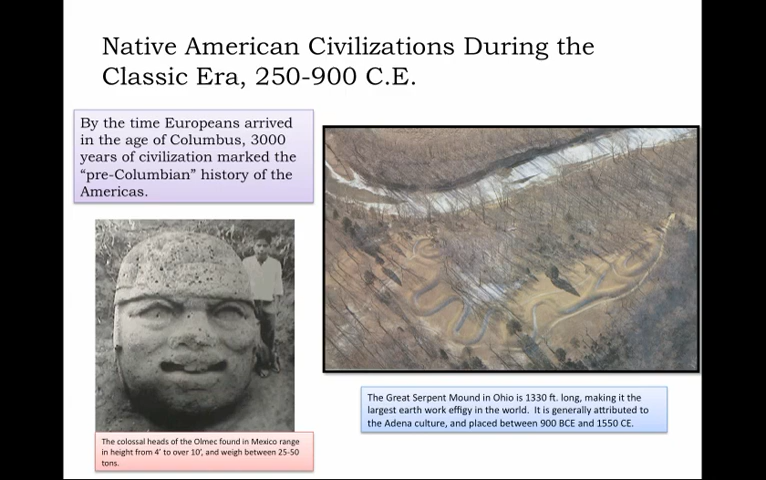 Native American Civilizations During the
Classic Era, 250-900 C.E.
By the time Europeans arrived
in the age of Columbus, 3000
years of civilization marked the
“pre-Columbian” history of the
Americas.
The colossal heads of the Olmec found in Mexico range
in height from 4’ to over 10’, and weigh between 25-50
tons.
The Great Serpent Mound in Ohio is 1330 ft. long, making it the
largest earth work effigy in the world.  It is generally attributed to
the Adena culture, and placed between 900 BCE and 1550 CE.